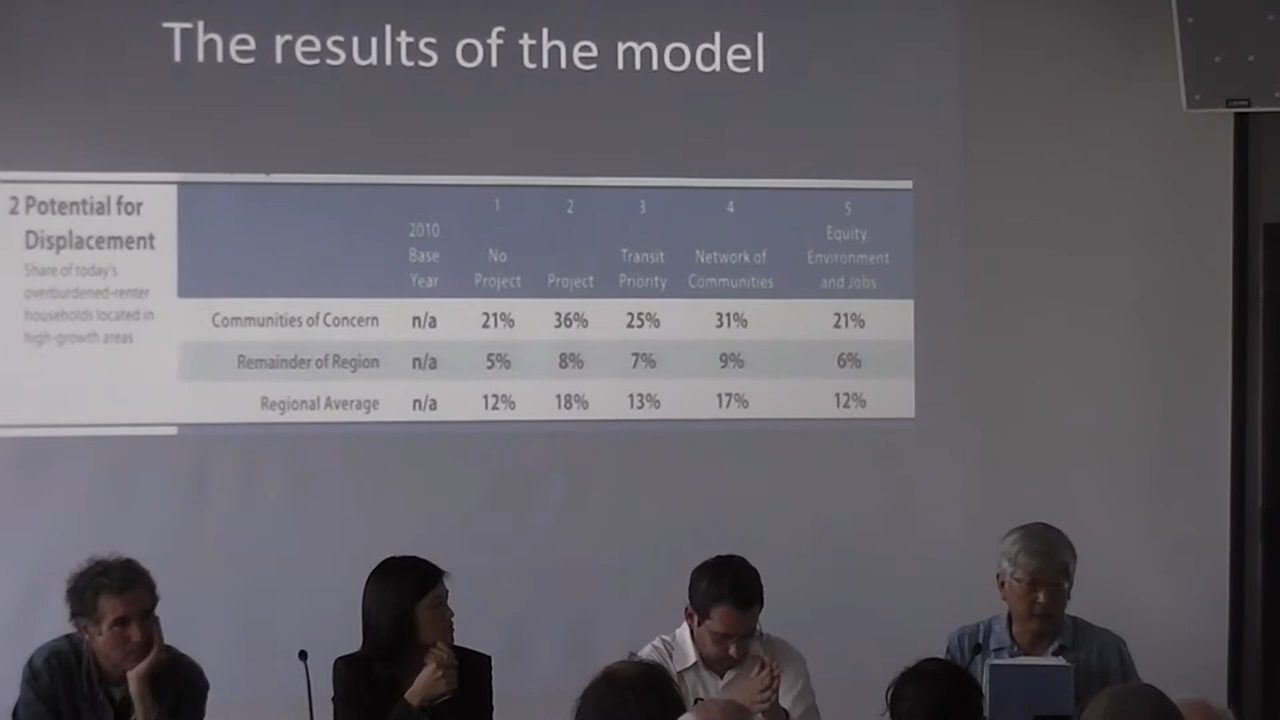 The results of the model
2 Potential for
Displacement
Share of today's
overburdened-renter
households located in
high-growth areas
1 2 3 4 5
2010 Equity,
Base No Transit Network of Environment
Year Project Project Priority Communities and Jobs
Communities of Concern n/a 21% 36% 25% 31% 21%
Remainder of Region n/a 5% 8% 7% 9% 6%
Regional Average n/a 12% 18% 13% 17% 12%